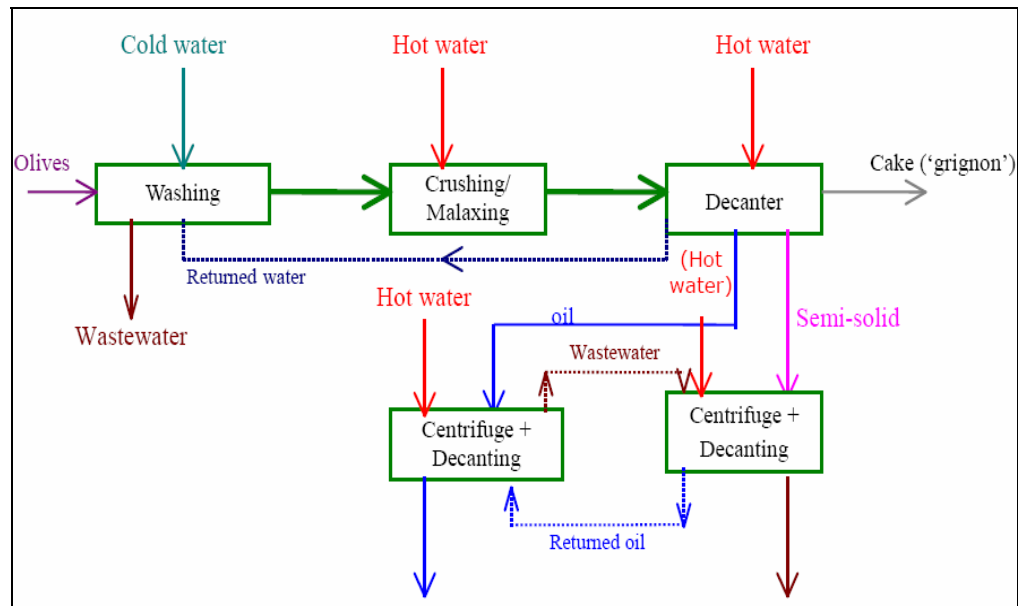 Cold water
Hot water
Hot water
Olives
Washing
Crushing/
Malaxing
Decanter
Cake (‘grignon’)
Returned water
(Hot
water)
Wastewater
Hot water
oil
Semi-solid
Wastewater
Centrifuge +
Decanting
Centrifuge +
Decanting
Returned oil